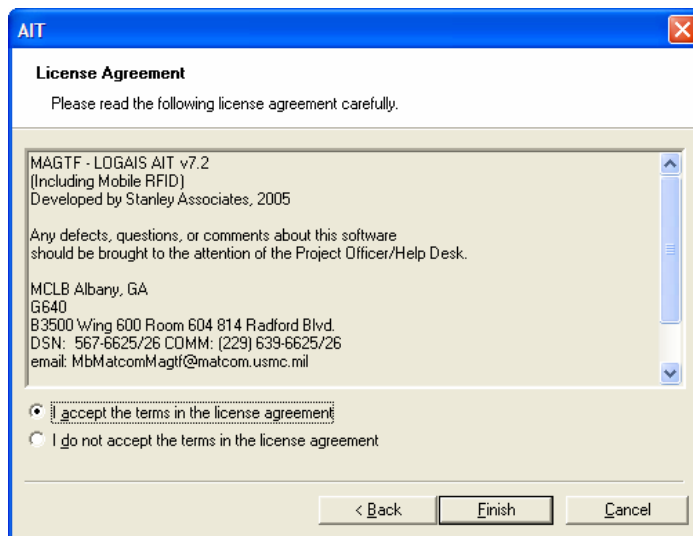 AIT
License Agreement
Please read the following license agreement carefully.
MAGTF - LOGAIS AIT v7.2
(Including Mobile RFID)
Developed by Stanley Associates, 2005
Any defects, questions, or comments about this software
should be brought to the attention of the Project Officer/Help Desk.
MCLB Albany, GA
G640
B3500 Wing 600 Room 604 814 Radford Blvd.
DSN:  567-6625/26 COMM: (229) 639-6625/26
email: MbMatcomMagtf@matcom.usmc.mil
I accept the terms in the license agreement
I do not accept the terms in the license agreement
< Back Finish Cancel